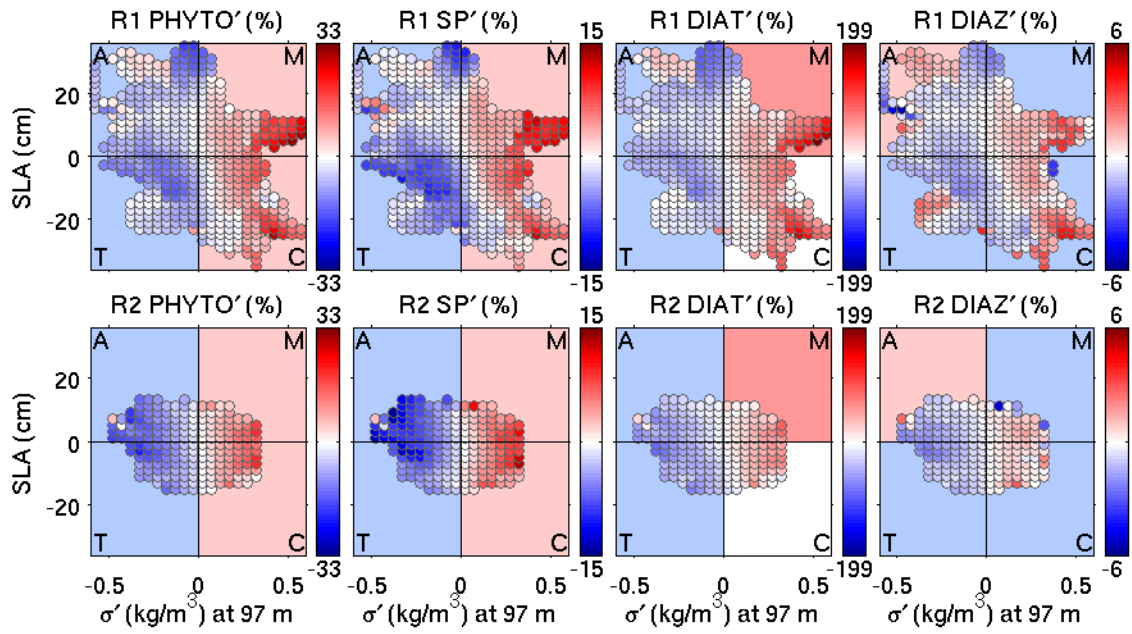 R1 PHYTO′(%) R1 SP′(%) R1 DIAT′(%) R1 DIAZ′(%)
33 15 199 6
A M A M A M A M
SLA (cm)
20
0
-20
T C T C T C T C
-33 -15 -199 -6
R2 PHYTO′(%) R2 SP′(%) R2 DIAT′(%) R2 DIAZ′(%)
33 15 199 6
A M A M A M A M
SLA (cm)
20
0
-20
T C T C T C T C
-33 -15 -199 -6
-0.5 0 0.5 -0.5 0 0.5 -0.5 0 0.5 -0.5 0 0.5
σ′ (kg/m³) at 97 m σ′ (kg/m³) at 97 m σ′ (kg/m³) at 97 m σ′ (kg/m³) at 97 m